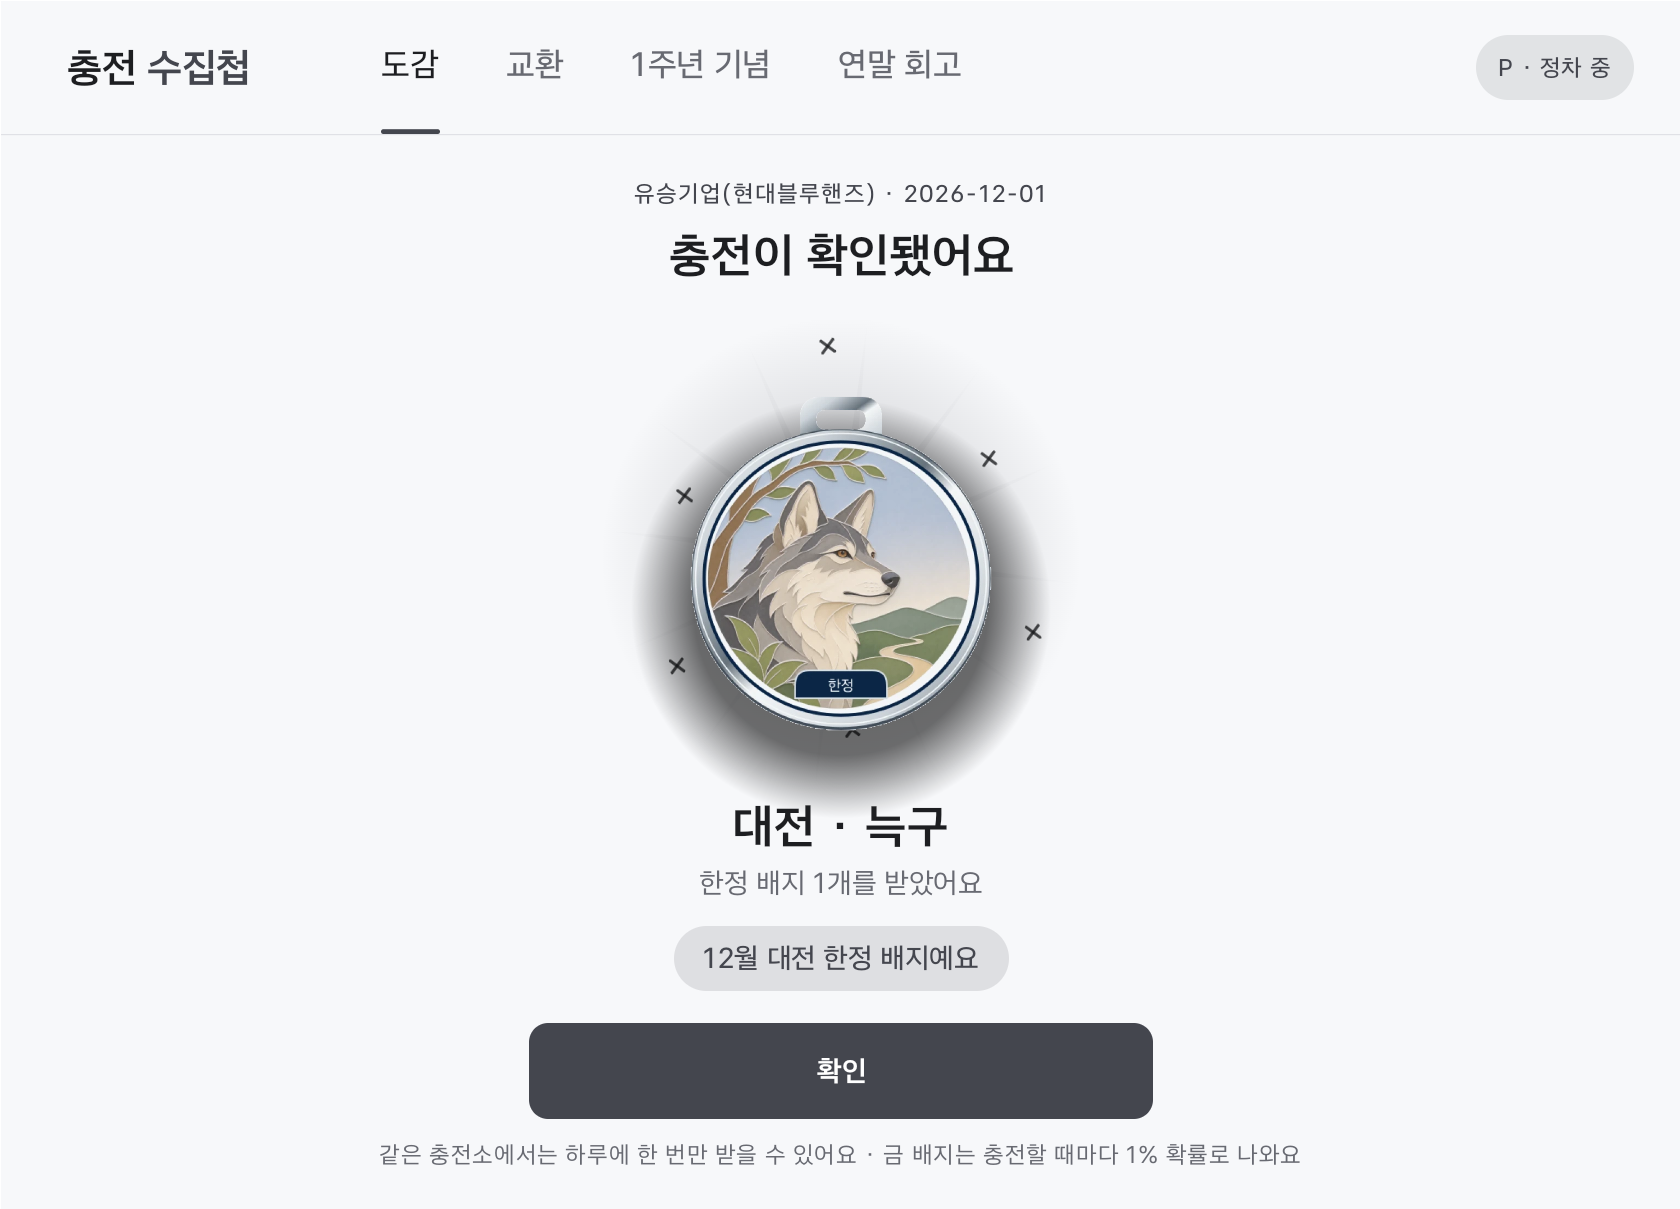 충전 수집첩
도감
교환
1주년 기념
연말 회고
P · 정차 중
유승기업(현대블루핸즈) · 2026-12-01
충전이 확인됐어요
한정
대전 · 늑구
한정 배지 1개를 받았어요
12월 대전 한정 배지예요
확인
같은 충전소에서는 하루에 한 번만 받을 수 있어요 · 금 배지는 충전할 때마다 1% 확률로 나와요